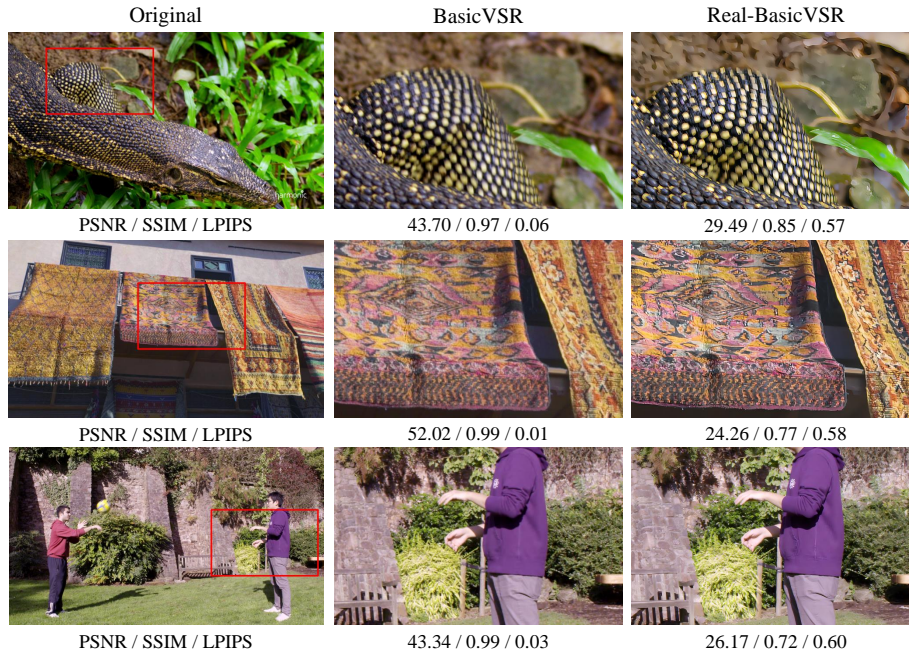 Original BasicVSR Real-BasicVSR
harmonic
PSNR / SSIM / LPIPS 43.70 / 0.97 / 0.06 29.49 / 0.85 / 0.57
PSNR / SSIM / LPIPS 52.02 / 0.99 / 0.01 24.26 / 0.77 / 0.58
PSNR / SSIM / LPIPS 43.34 / 0.99 / 0.03 26.17 / 0.72 / 0.60